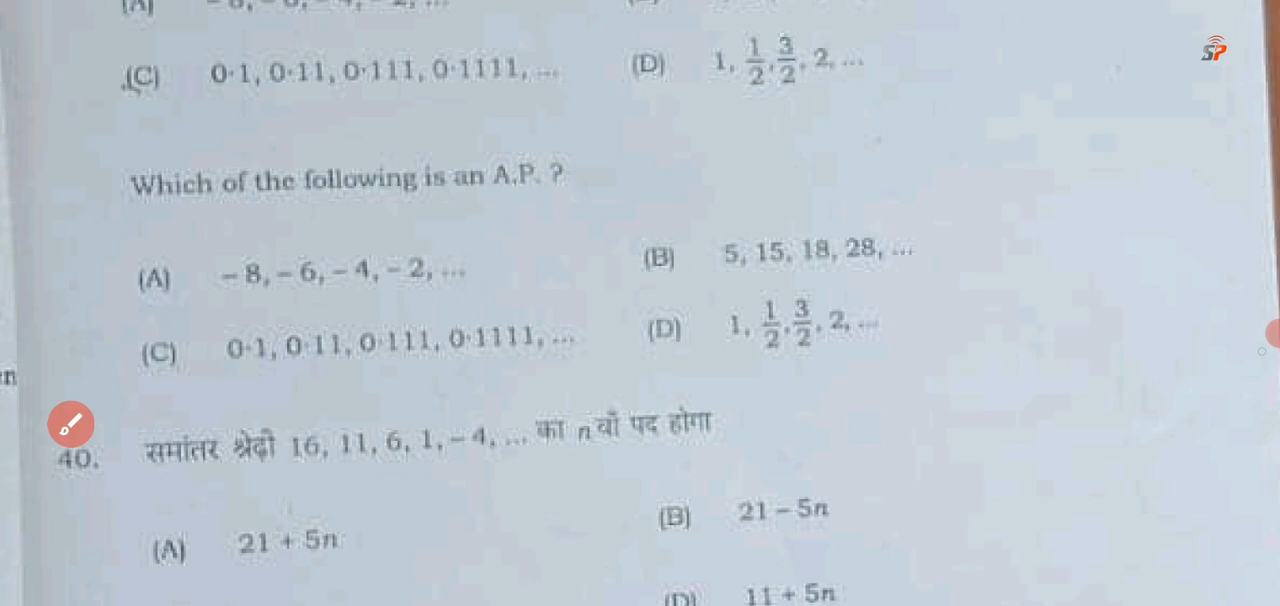 (A)
(C) 0·1, 0·11, 0·111, 0·1111, ... (D) 1, 1/2, 3/2, 2, ...
SP
Which of the following is an A.P. ?
(A) – 8, – 6, – 4, – 2, ... (B) 5, 15, 18, 28, ...
(C) 0·1, 0·11, 0·111, 0·1111, ... (D) 1, 1/2, 3/2, 2, ...
n
40. समांतर श्रेढ़ी 16, 11, 6, 1, – 4, ... का n वाँ पद होगा
(A) 21 + 5n (B) 21 – 5n
(D) 11 + 5n